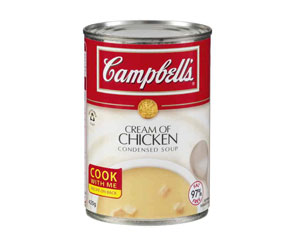 Campbell's
CREAM OF
CHICKEN
CONDENSED SOUP
COOK
WITH ME
97%